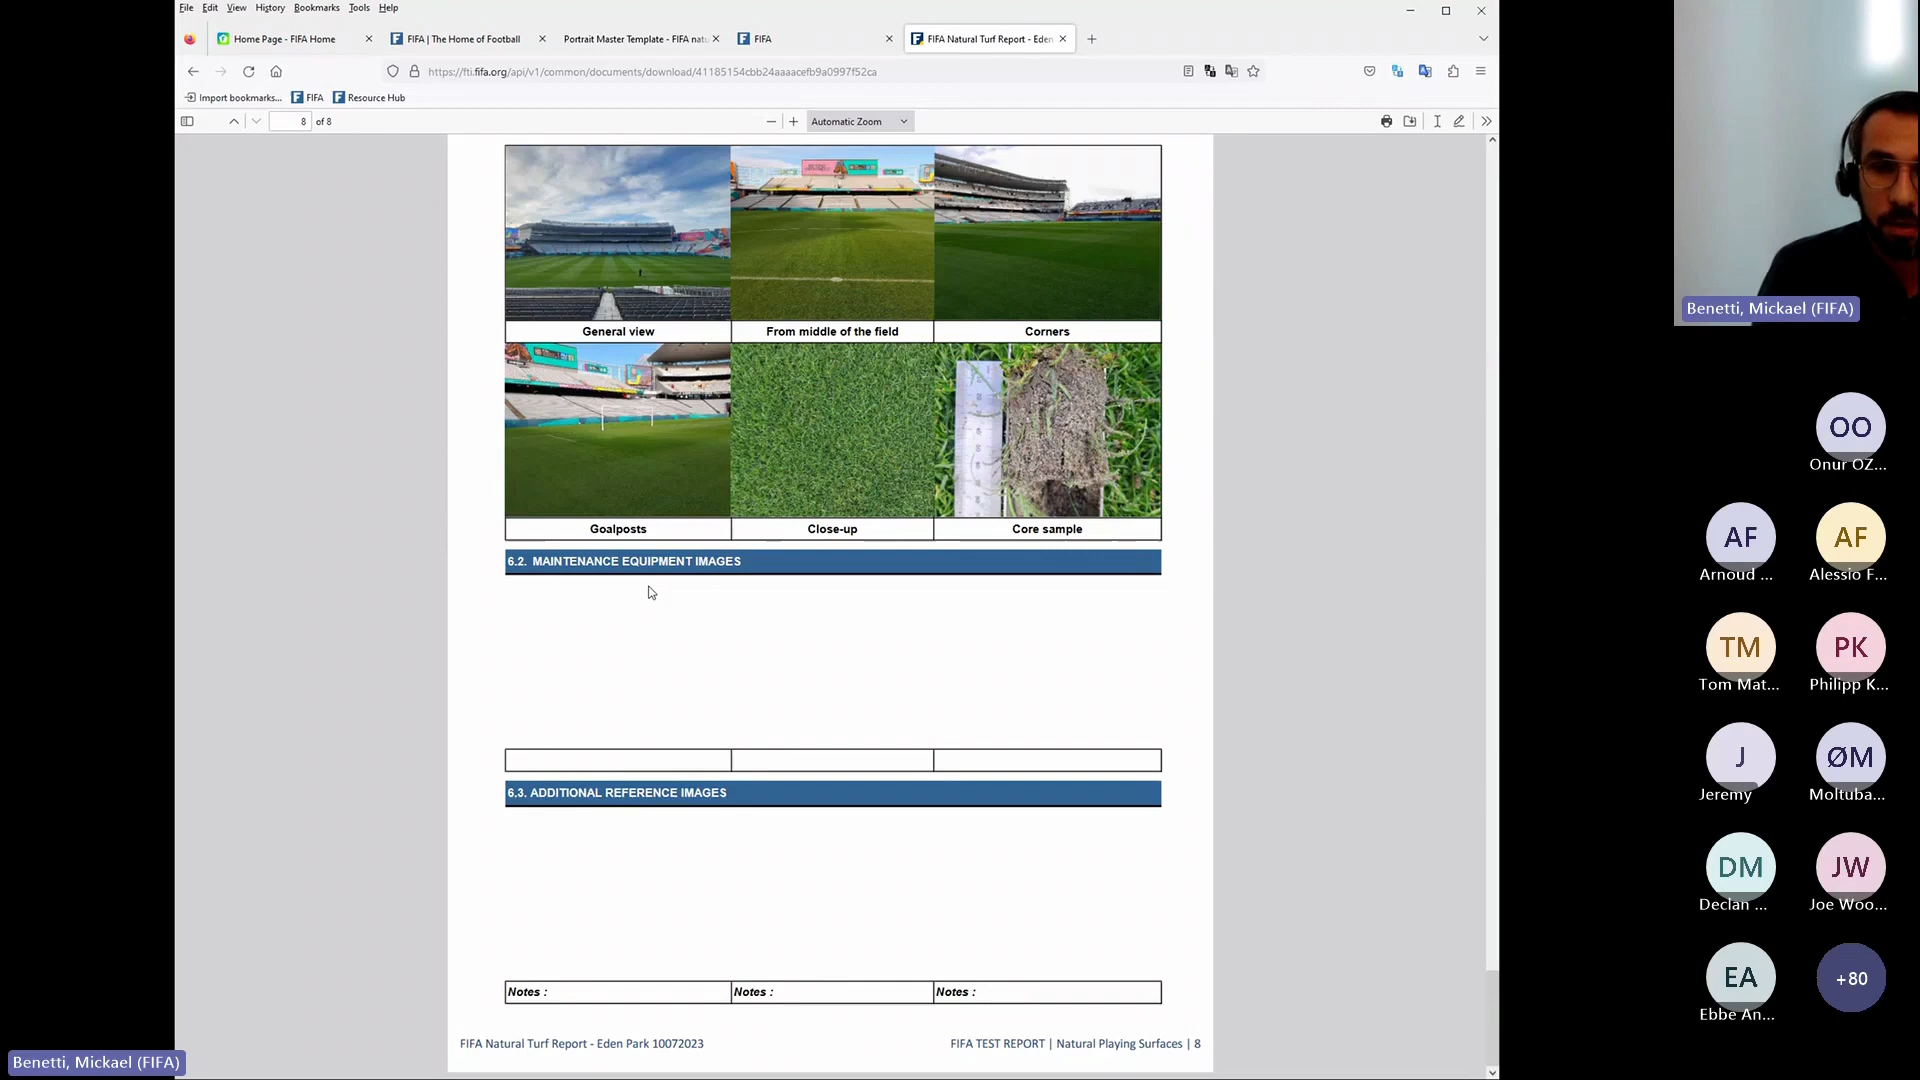 File Edit View History Bookmarks Tools Help
Home Page - FIFA Home
FIFA | The Home of Football
Portrait Master Template - FIFA natu
FIFA
FIFA Natural Turf Report - Eden
https://fti.fifa.org/api/v1/common/documents/download/41185154cbb24aaaacefb9a0997f52ca
Import bookmarks... FIFA Resource Hub
8 of 8
Automatic Zoom
General view From middle of the field Corners
Goalposts Close-up Core sample
6.2. MAINTENANCE EQUIPMENT IMAGES
6.3. ADDITIONAL REFERENCE IMAGES
Notes : Notes : Notes :
FIFA Natural Turf Report - Eden Park 10072023
FIFA TEST REPORT | Natural Playing Surfaces | 8
Benetti, Mickael (FIFA)
Benetti, Mickael (FIFA)
OO
Onur OZ...
AF AF
Arnoud ... Alessio F...
TM PK
Tom Mat... Philipp K...
J ØM
Jeremy Moltuba...
DM JW
Declan ... Joe Woo...
EA +80
Ebbe An...